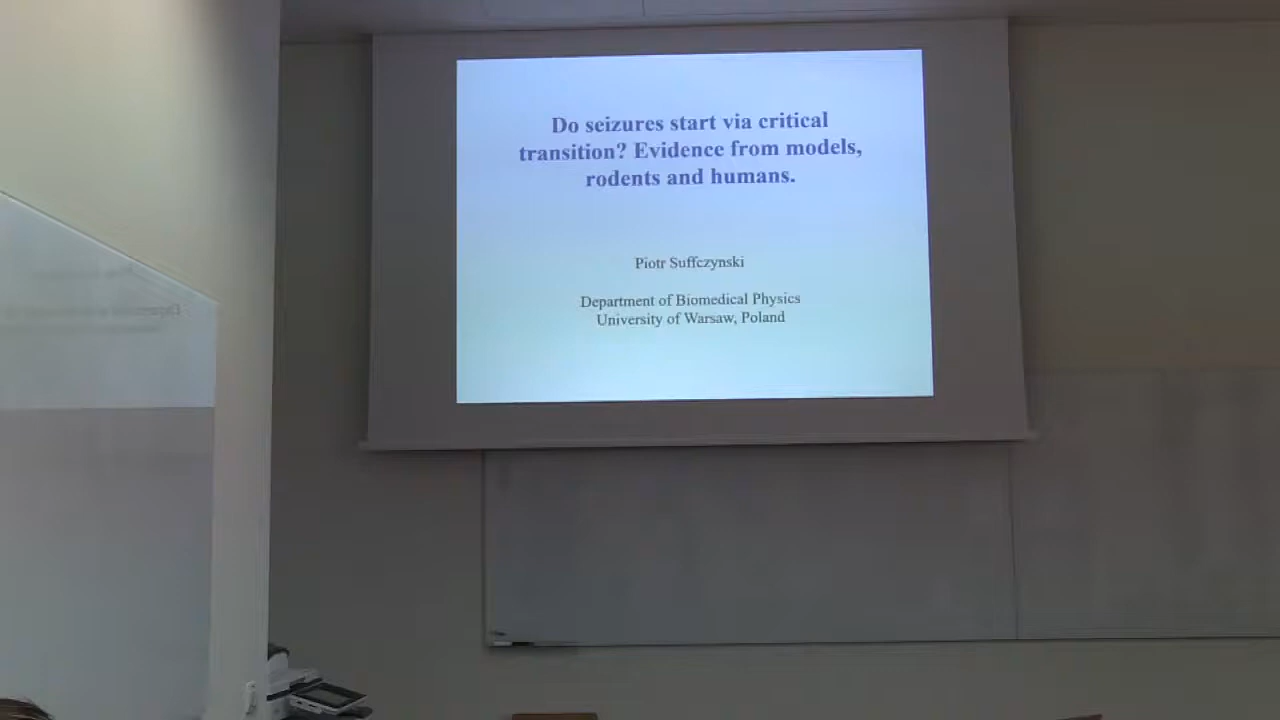 Do seizures start via critical
transition? Evidence from models,
rodents and humans.
Piotr Suffczynski
Department of Biomedical Physics
University of Warsaw, Poland